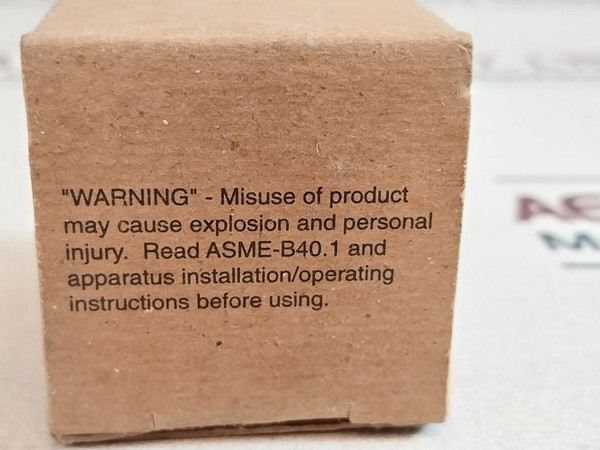 "WARNING" - Misuse of product
may cause explosion and personal
injury. Read ASME-B40.1 and
apparatus installation/operating
instructions before using.